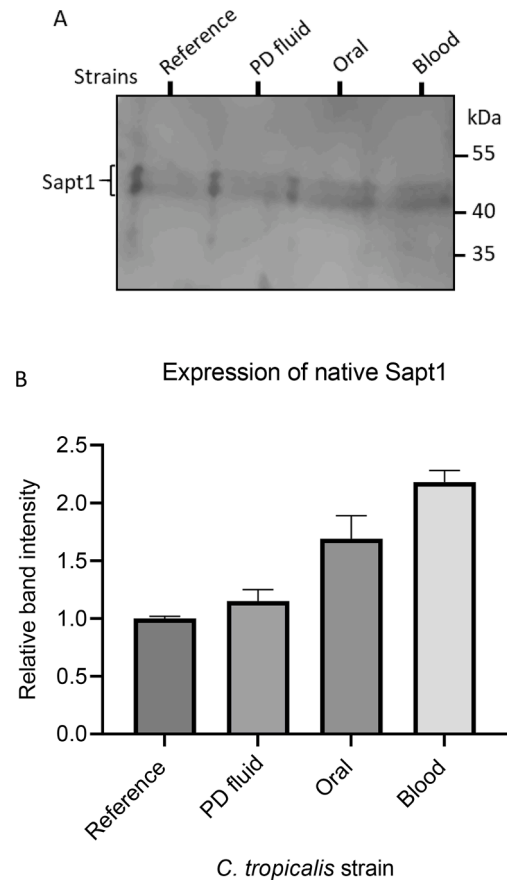 A
Strains Reference PD fluid Oral Blood
kDa
55
Sapt1
40
35
B
Expression of native Sapt1
Relative band intensity
2.5
2.0
1.5
1.0
0.5
0.0
Reference PD fluid Oral Blood
C. tropicalis strain